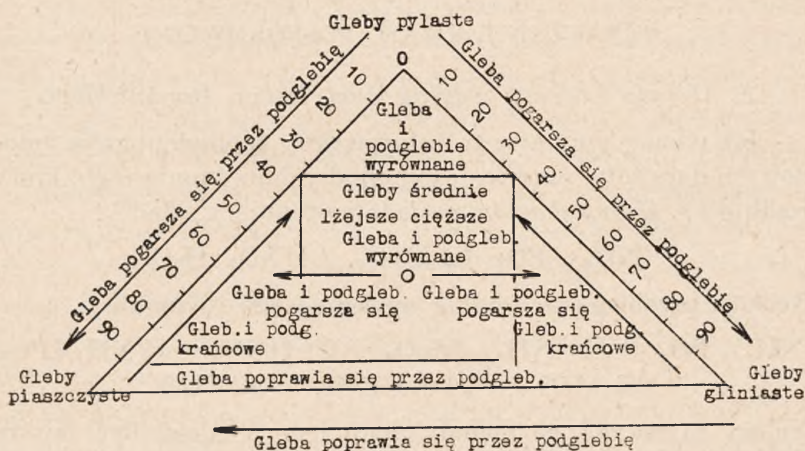 Gleby pylaste
Gleba pogarsza się przez podglebię
10 20 30 40 50 60 70 80 90
0
10 20 30 40 50 60 70 80 90
Gleba pogarsza się przez podglebię
Gleba
i
podglebie
wyrównane
Gleby średnie
lżejsze cięższe
Gleba i podgleb.
wyrównane
O
Gleba i podgleb. Gleba i podgleb.
pogarsza się pogarsza się
Gleb. i podg. Gleb. i podg.
krańcowe krańcowe
Gleby
piaszczyste
Gleba poprawia się przez podgleb.
Gleby
gliniaste
Gleba poprawia się przez podglebię